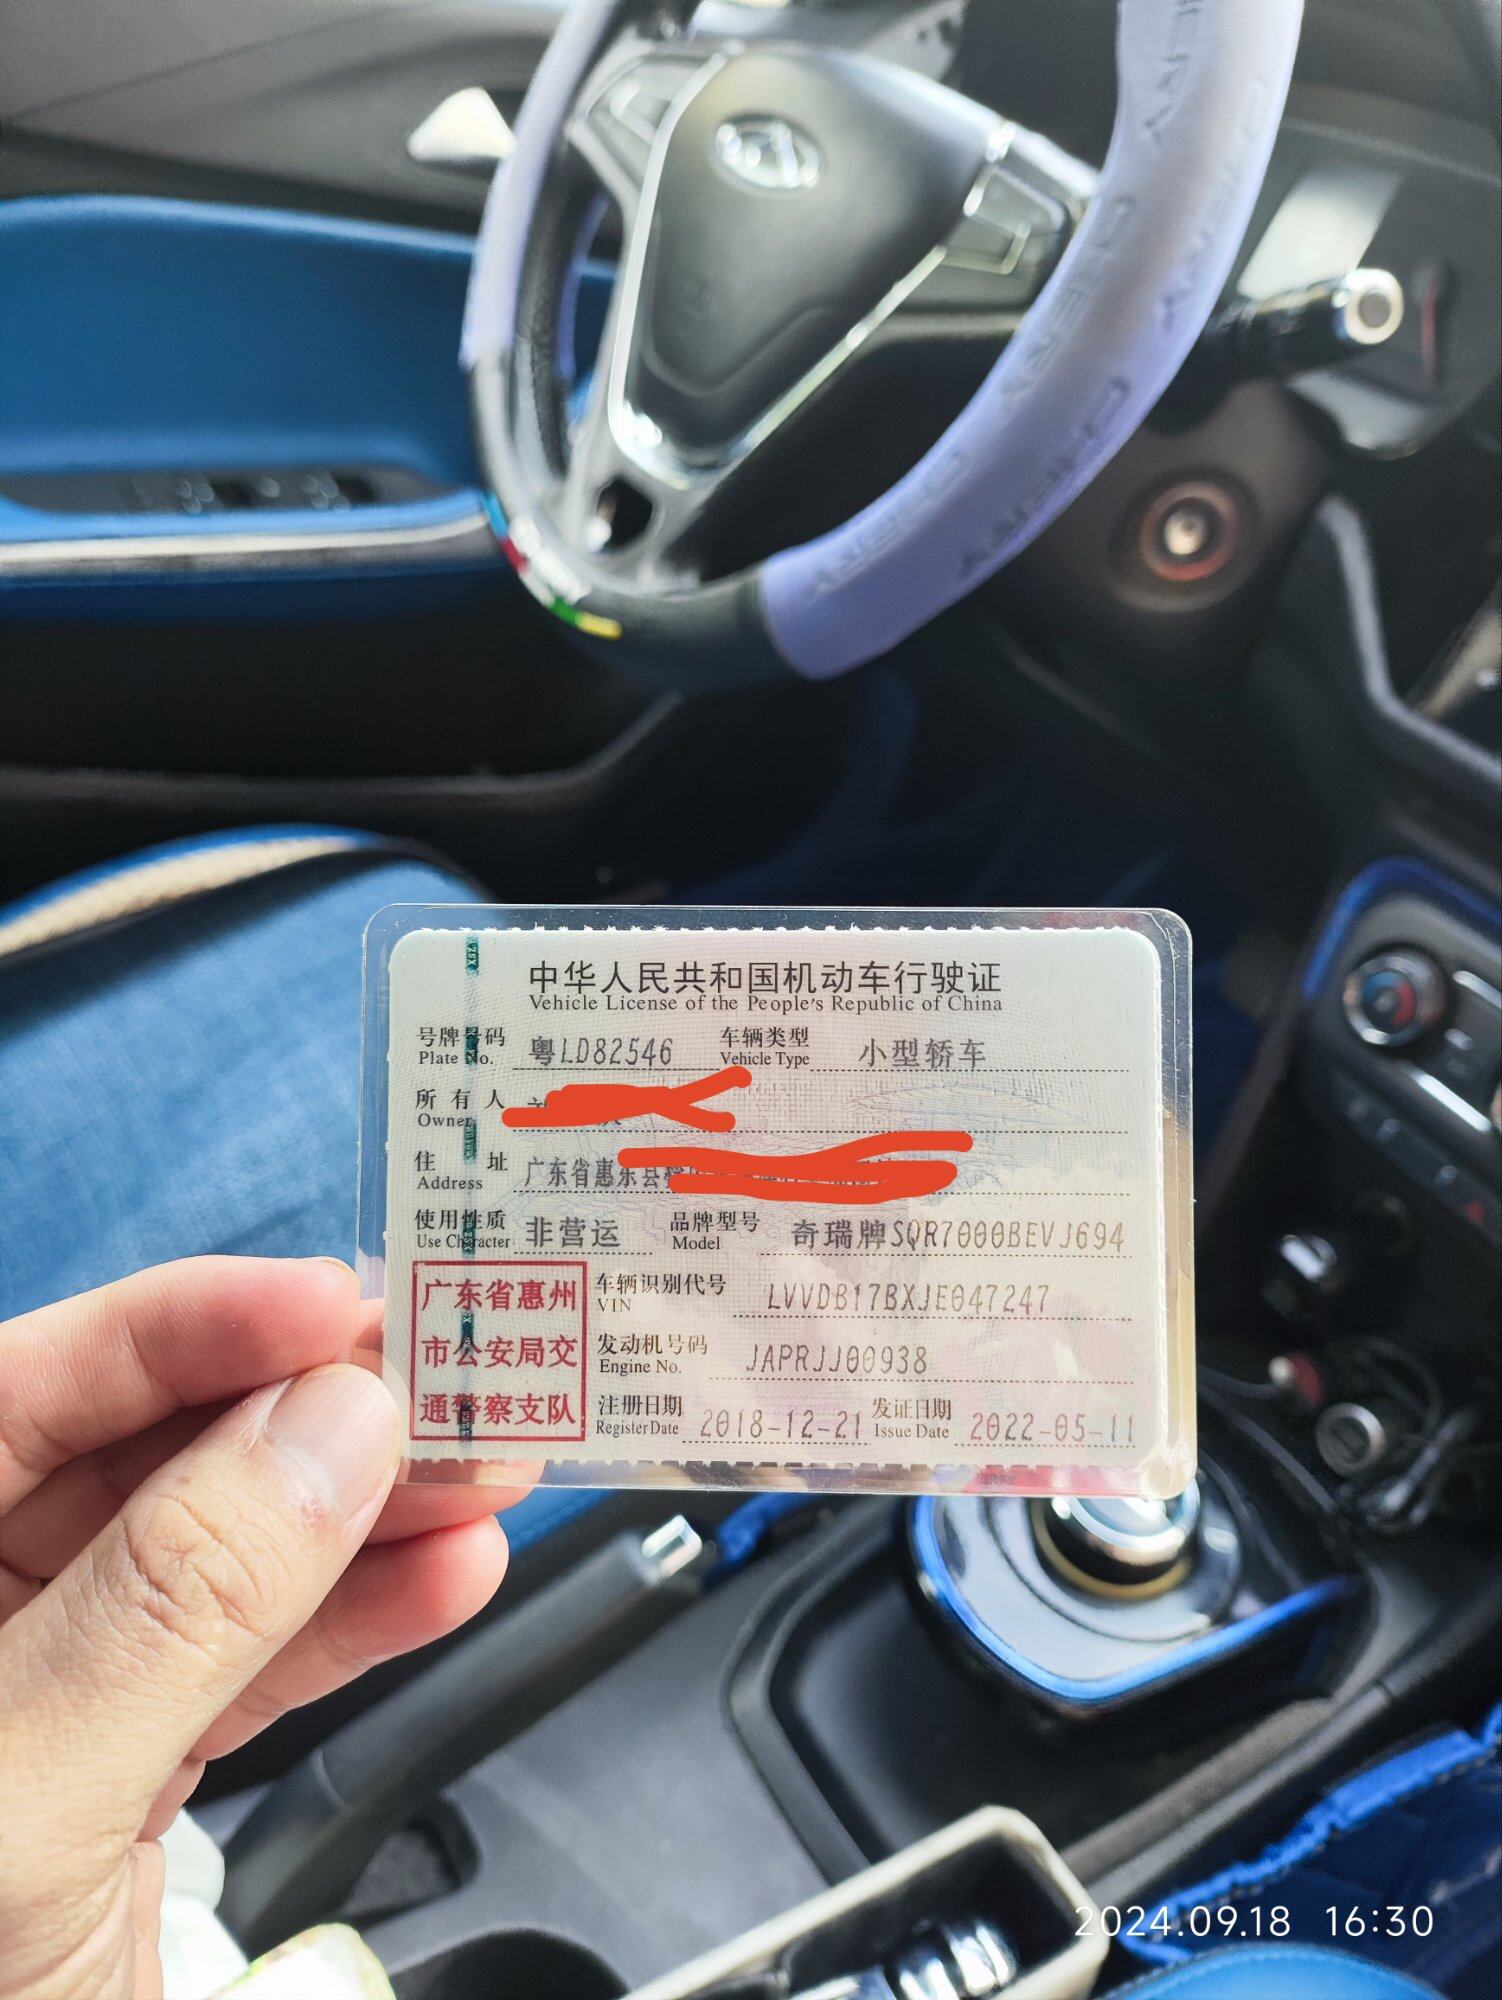 中华人民共和国机动车行驶证
Vehicle License of the People's Republic of China
号牌号码 粤LD82546 车辆类型 小型轿车
Plate No. Vehicle Type
所有人
Owner
住址 广东省惠东县
Address
使用性质 非营运 品牌型号 奇瑞牌SQR7000BEVJ694
Use Character Model
广东省惠州
市公安局交
通警察支队
车辆识别代号 LVVDB17BXJE047247
VIN
发动机号码 JAPRJJ00938
Engine No.
注册日期 2018-12-21 发证日期 2022-05-11
Register Date Issue Date
2024.09.18 16:30